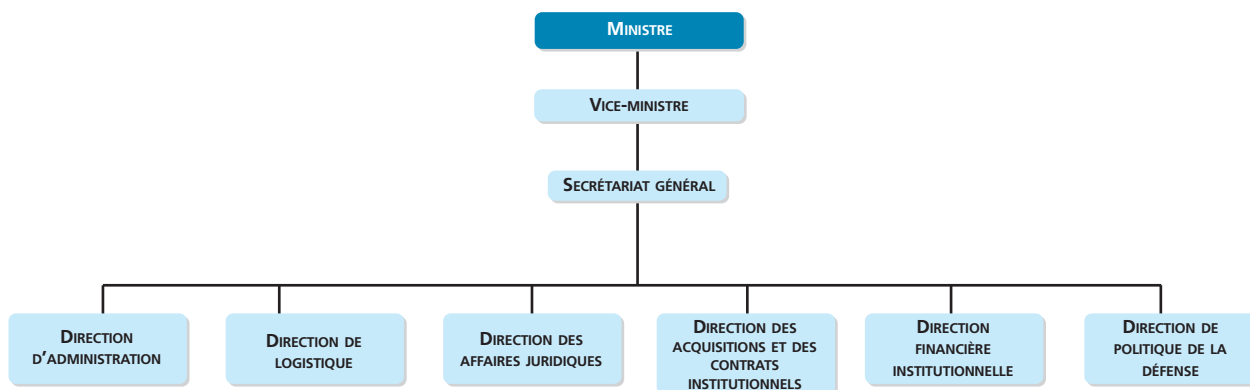 Ministre
Vice-ministre
Secrétariat général
Direction
d'administration
Direction de
logistique
Direction des
affaires juridiques
Direction des
acquisitions et des
contrats
institutionnels
Direction
financière
institutionnelle
Direction de
politique de la
défense